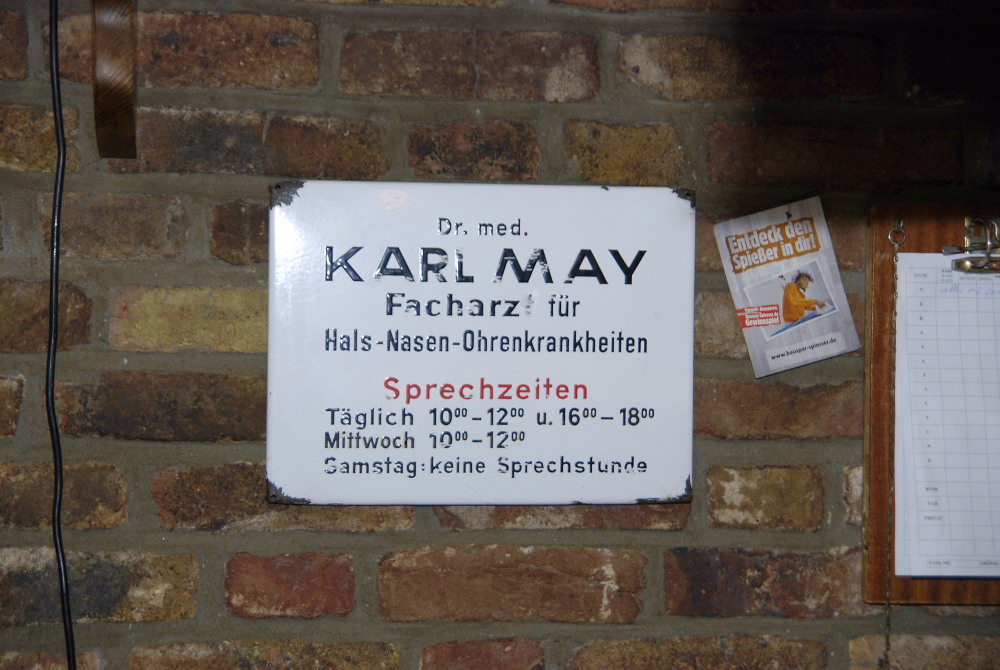 Dr. med.
KARL MAY
Facharzt für
Hals-Nasen-Ohrenkrankheiten
Sprechzeiten
Täglich 10⁰⁰-12⁰⁰ u. 16⁰⁰-18⁰⁰
Mittwoch 10⁰⁰-12⁰⁰
Samstag: keine Sprechstunde
Entdeck den
Spießer in dir!
Gewinnspiel
www.bauspar-spiesser.de